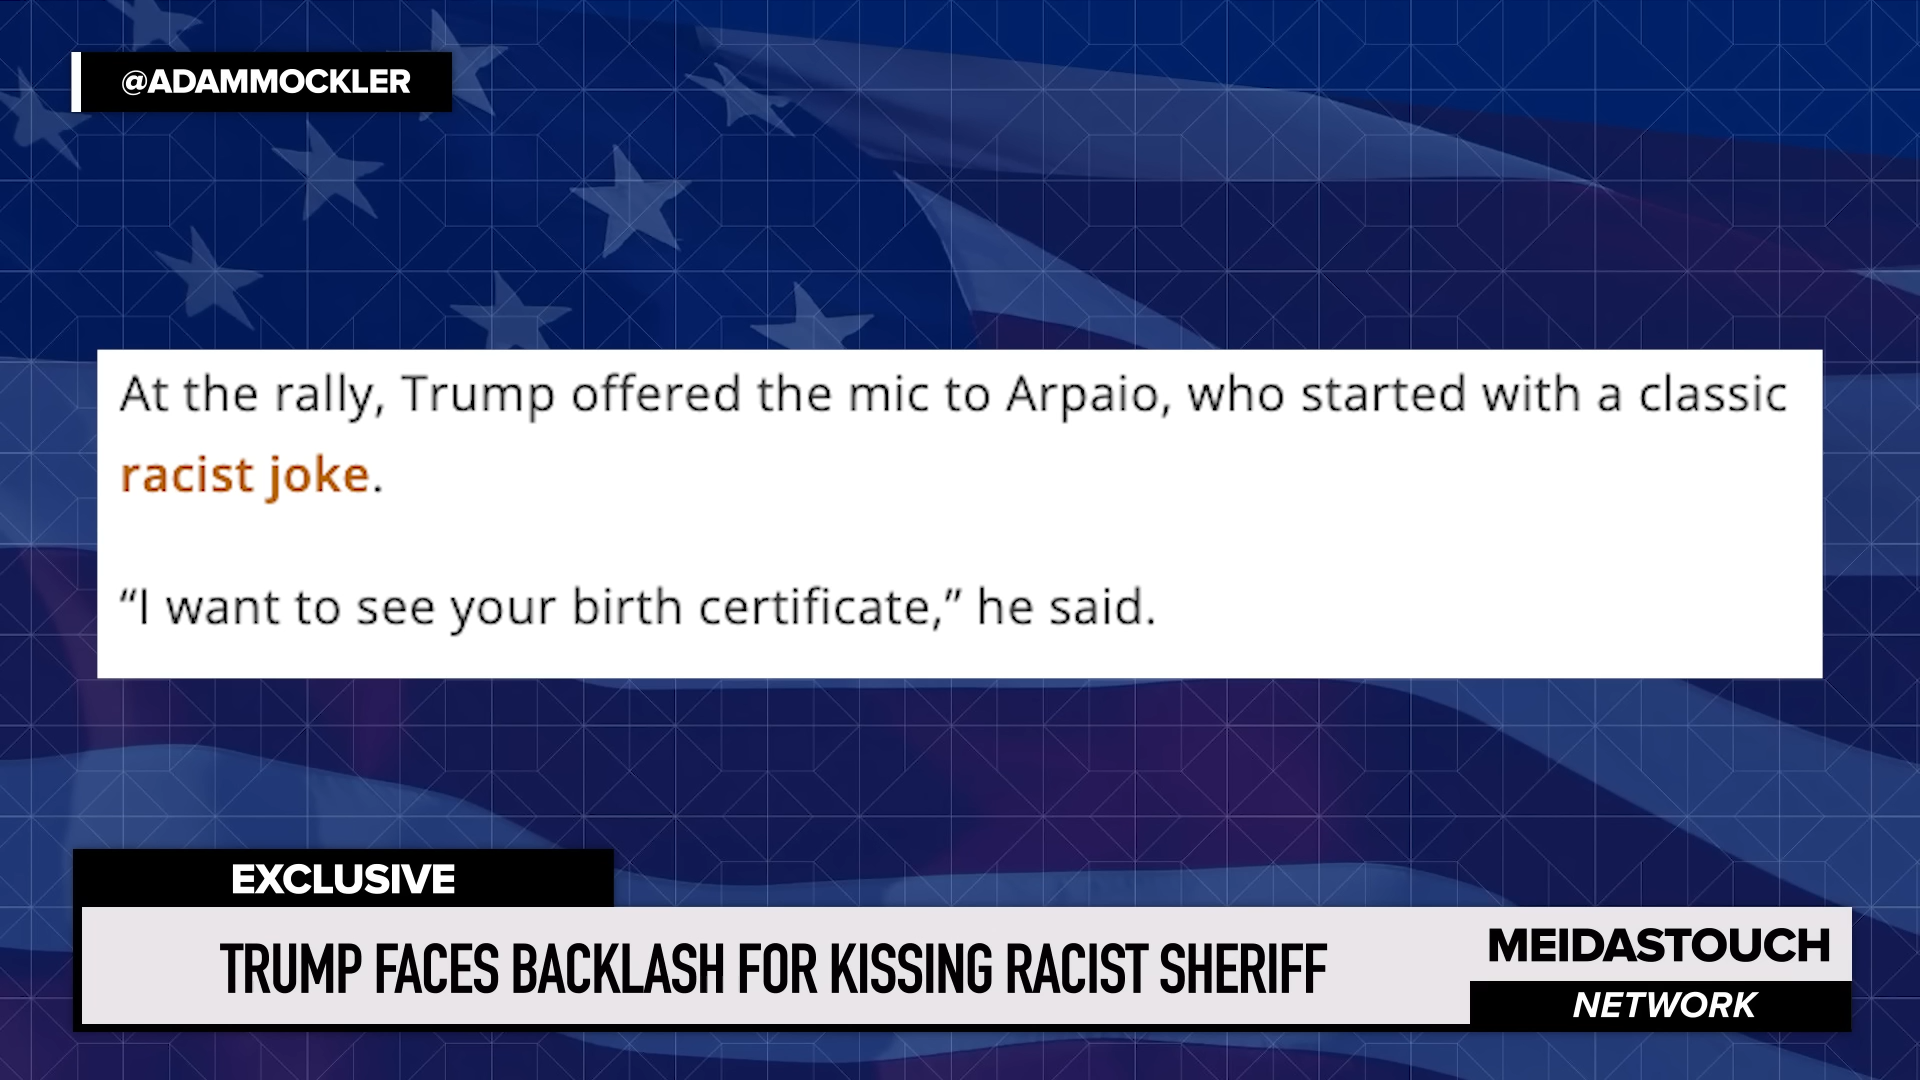 @ADAMMOCKLER
At the rally, Trump offered the mic to Arpaio, who started with a classic
racist joke.
“I want to see your birth certificate,” he said.
EXCLUSIVE
TRUMP FACES BACKLASH FOR KISSING RACIST SHERIFF
MEIDASTOUCH
NETWORK